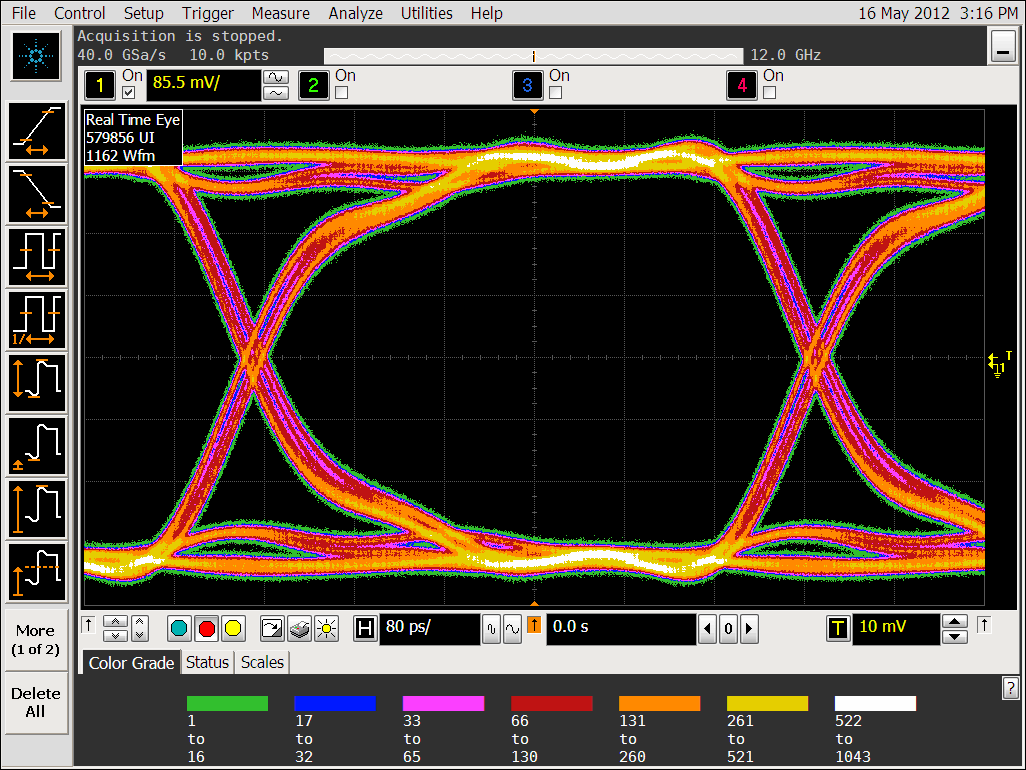 File Control Setup Trigger Measure Analyze Utilities Help 16 May 2012 3:16 PM
Acquisition is stopped.
40.0 GSa/s 10.0 kpts 12.0 GHz
1 On 85.5 mV/ 2 On 3 On 4 On
Real Time Eye
579856 UI
1162 Wfm
T
1
1/
More
(1 of 2)
Delete
All
H 80 ps/ 0.0 s 0 T 10 mV
Color Grade Status Scales
?
1 17 33 66 131 261 522
to to to to to to to
16 32 65 130 260 521 1043